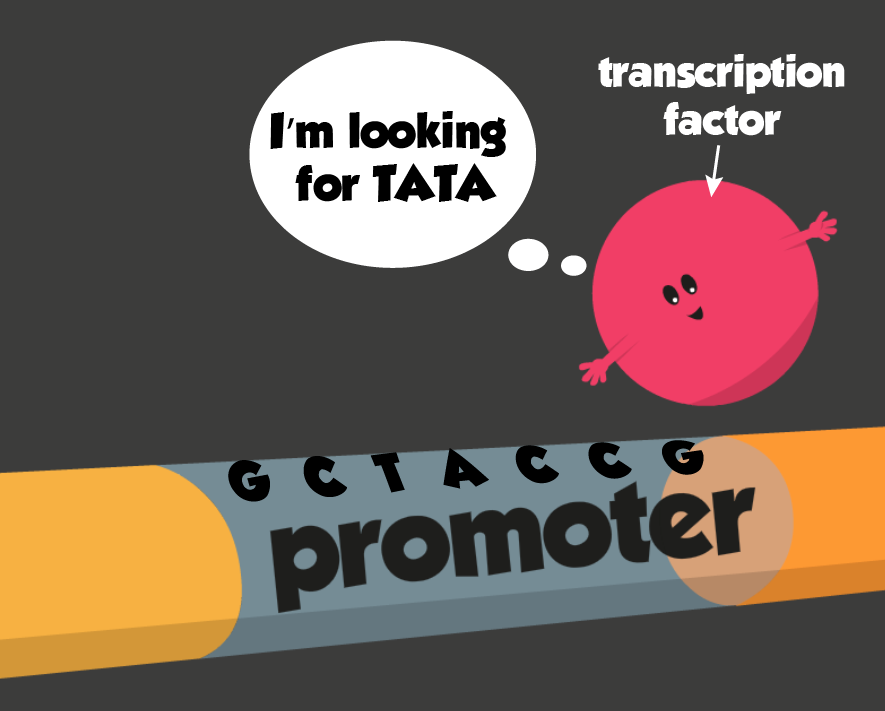 transcription
factor
I'm looking
for TATA
G C T A C C G
promoter